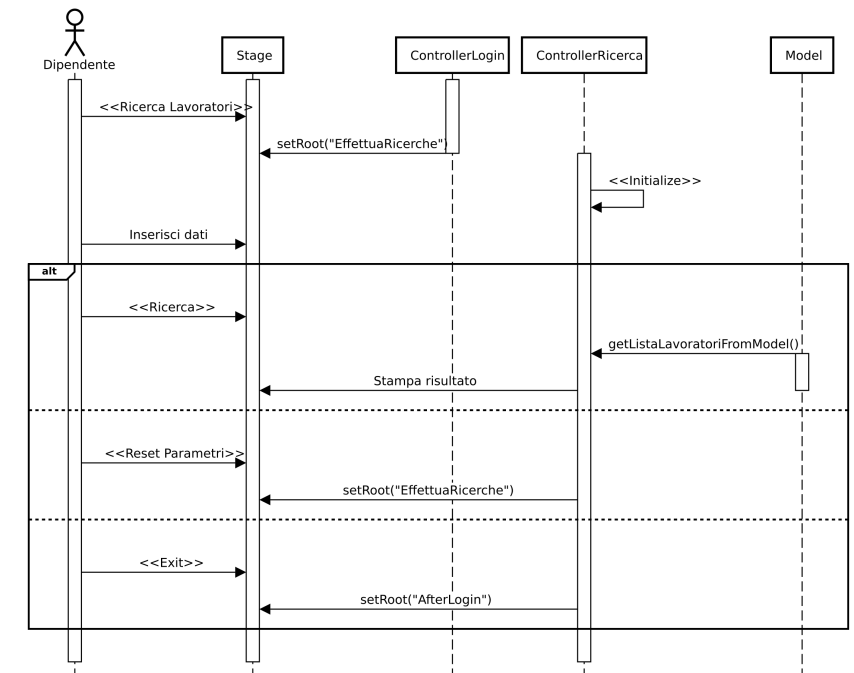 Dipendente
Stage
ControllerLogin
ControllerRicerca
Model
<<Ricerca Lavoratori>>
setRoot("EffettuaRicerche")
<<Initialize>>
Inserisci dati
alt
<<Ricerca>>
getListaLavoratoriFromModel()
Stampa risultato
<<Reset Parametri>>
setRoot("EffettuaRicerche")
<<Exit>>
setRoot("AfterLogin")